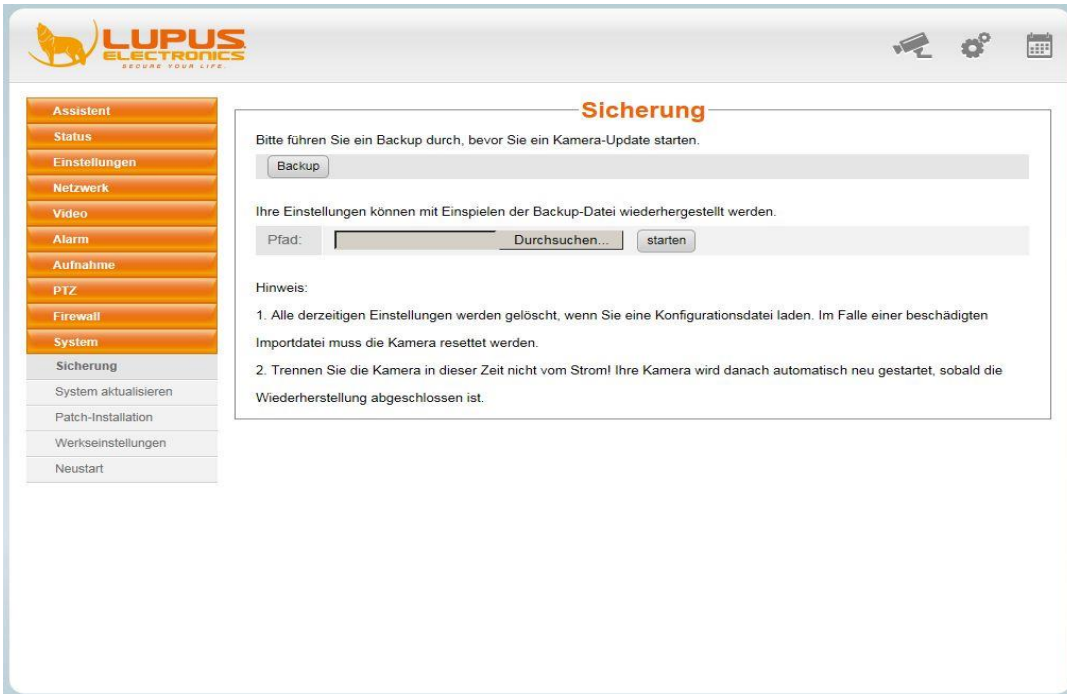 LUPUS
ELECTRONICS
SECURE YOUR LIFE.
Assistent
Status
Einstellungen
Netzwerk
Video
Alarm
Aufnahme
PTZ
Firewall
System
Sicherung
System aktualisieren
Patch-Installation
Werkseinstellungen
Neustart
Sicherung
Bitte führen Sie ein Backup durch, bevor Sie ein Kamera-Update starten.
Backup
Ihre Einstellungen können mit Einspielen der Backup-Datei wiederhergestellt werden.
Pfad: Durchsuchen... starten
Hinweis:
1. Alle derzeitigen Einstellungen werden gelöscht, wenn Sie eine Konfigurationsdatei laden. Im Falle einer beschädigten
Importdatei muss die Kamera resettet werden.
2. Trennen Sie die Kamera in dieser Zeit nicht vom Strom! Ihre Kamera wird danach automatisch neu gestartet, sobald die
Wiederherstellung abgeschlossen ist.